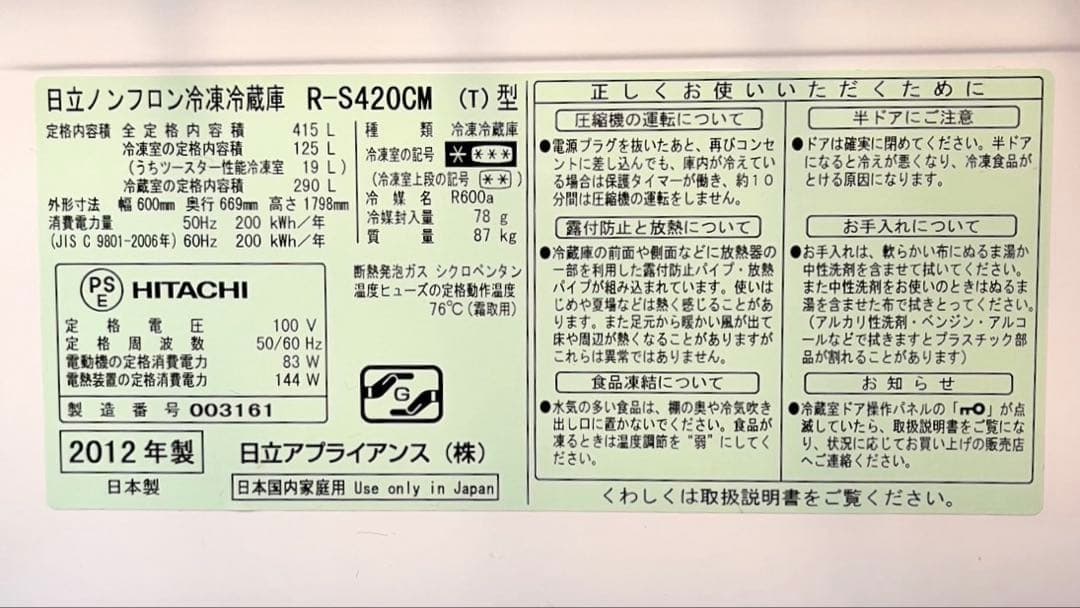 日立ノンフロン冷凍冷蔵庫 R-S420CM (T) 型
定格内容積 全定格内容積 415 L
冷凍室の定格内容積 125 L
(うちツースター性能冷凍室 19 L)
冷蔵室の定格内容積 290 L
外形寸法 幅 600mm 奥行 669mm 高さ 1798mm
消費電力量 50Hz 200 kWh/年
(JIS C 9801-2006年) 60Hz 200 kWh/年
種類 冷凍冷蔵庫
冷凍室の記号 * ***
(冷凍室上段の記号 **)
冷媒名 R600a
冷媒封入量 78 g
質量 87 kg
PS
E
HITACHI
定格電圧 100 V
定格周波数 50/60 Hz
電動機の定格消費電力 83 W
電熱装置の定格消費電力 144 W
製造番号 003161
断熱発泡ガス シクロペンタン
温度ヒューズの定格動作温度
76℃(霜取用)
G
2012 年製
日本製
日立アプライアンス(株)
日本国内家庭用 Use only in Japan
正しくお使いいただくために
圧縮機の運転について
●電源プラグを抜いたあと、再びコンセ
ントに差し込んでも、庫内が冷えてい
る場合は保護タイマーが働き、約10
分間は圧縮機の運転をしません。
露付防止と放熱について
●冷蔵庫の前面や側面などに放熱器の
一部を利用した露付防止パイプ・放熱
パイプが組み込まれています。使いは
じめや夏場などは熱く感じることがあ
ります。また足元から暖かい風が出て
床や周辺が熱くなることがありますが
これらは異常ではありません。
食品凍結について
●水気の多い食品は、棚の奥や冷気吹き
出し口に置かないでください。食品が
凍るときは温度調節を“弱”にしてくだ
さい。
半ドアにご注意
●ドアは確実に閉めてください。半ドア
になると冷えが悪くなり、冷凍食品が
とける原因になります。
お手入れについて
●お手入れは、軟らかい布にぬるま湯か
中性洗剤を含ませて拭いてください。
また中性洗剤をお使いのときはぬるま
湯を含ませた布で拭きとってください。
(アルカリ性洗剤・ベンジン・アルコ
ールなどで拭きますとプラスチック部
品が割れることがあります)
お知らせ
●冷蔵室ドア操作パネルの「」が点
滅していたら、取扱説明書をご覧にな
り、状況に応じてお買い上げの販売店
へご連絡ください。
くわしくは取扱説明書をご覧ください。